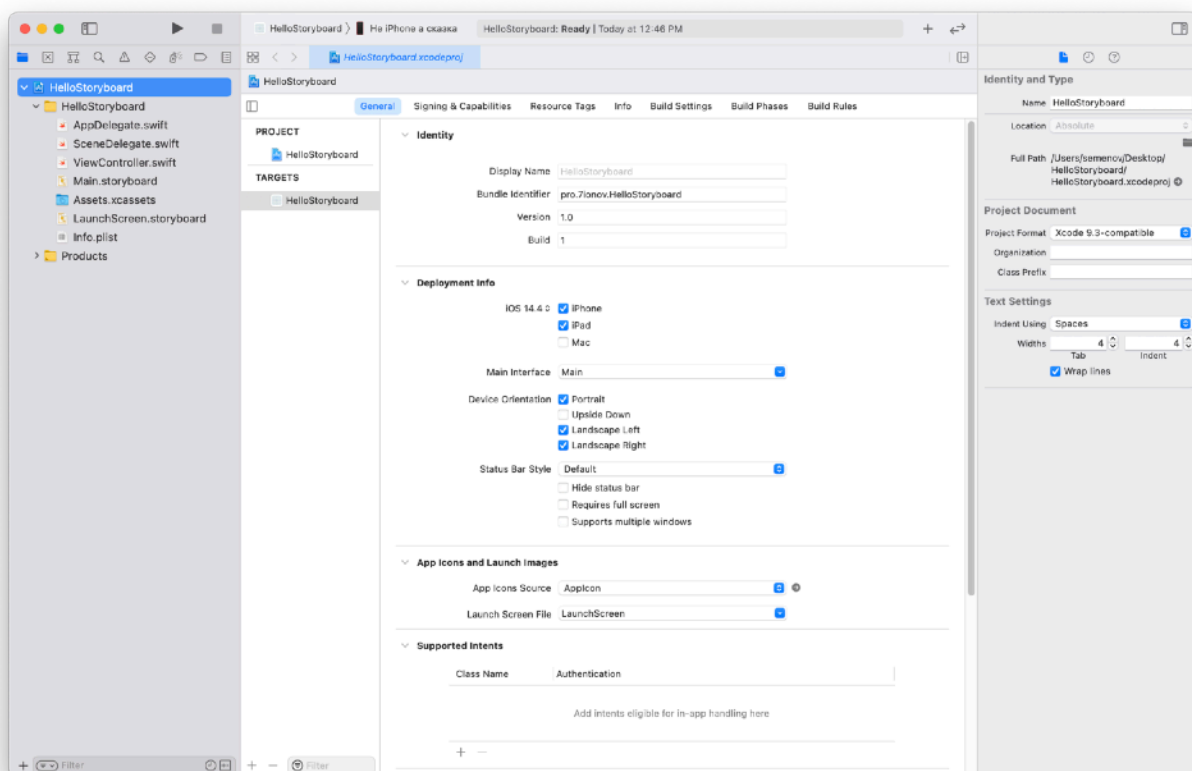 HelloStoryboard
Не iPhone а сказка
HelloStoryboard: Ready | Today at 12:46 PM
HelloStoryboard.xcodeproj
HelloStoryboard
HelloStoryboard
AppDelegate.swift
SceneDelegate.swift
ViewController.swift
Main.storyboard
Assets.xcassets
LaunchScreen.storyboard
Info.plist
Products
Filter
HelloStoryboard
General Signing & Capabilities Resource Tags Info Build Settings Build Phases Build Rules
PROJECT
HelloStoryboard
TARGETS
HelloStoryboard
Filter
Identity
Display Name HelloStoryboard
Bundle Identifier pro.7ionov.HelloStoryboard
Version 1.0
Build 1
Deployment Info
iOS 14.4 iPhone
iPad
Mac
Main Interface Main
Device Orientation Portrait
Upside Down
Landscape Left
Landscape Right
Status Bar Style Default
Hide status bar
Requires full screen
Supports multiple windows
App Icons and Launch Images
App Icons Source AppIcon
Launch Screen File LaunchScreen
Supported Intents
Class Name Authentication
Add intents eligible for in-app handling here
Identity and Type
Name HelloStoryboard
Location Absolute
Full Path /Users/semenov/Desktop/
HelloStoryboard/
HelloStoryboard.xcodeproj
Project Document
Project Format Xcode 9.3-compatible
Organization
Class Prefix
Text Settings
Indent Using Spaces
Widths 4 4
Tab Indent
Wrap lines